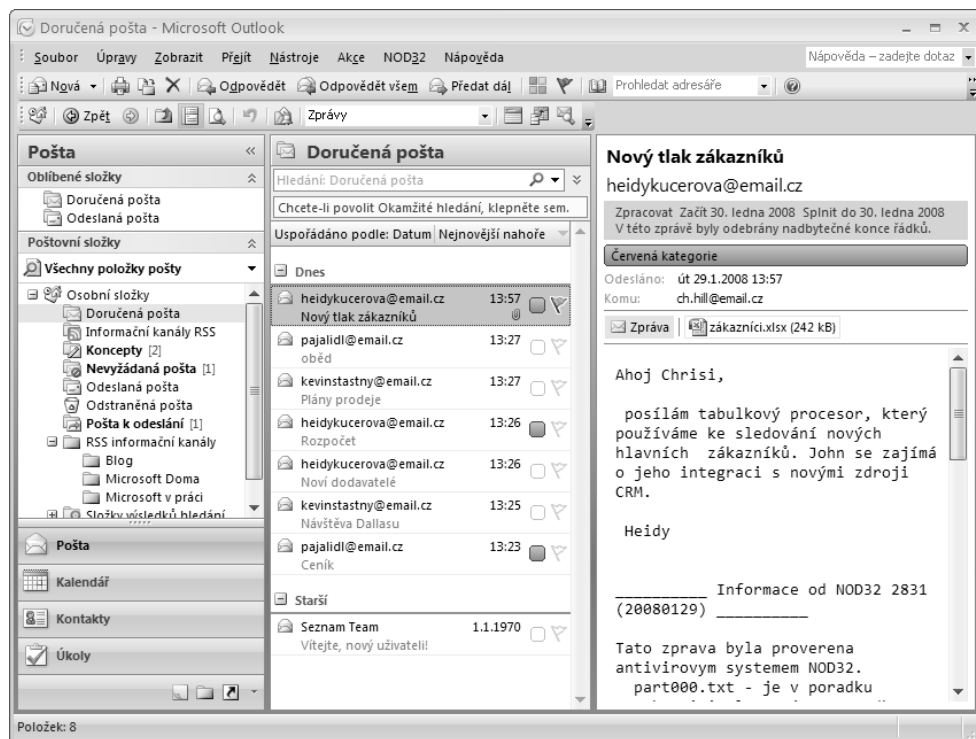 Doručená pošta - Microsoft Outlook
Soubor Úpravy Zobrazit Přejít Nástroje Akce NOD32 Nápověda
Nápověda – zadejte dotaz
Nová Odpovědět Odpovědět všem Předat dál Prohledat adresáře
Zpět Zprávy
Pošta
Oblíbené složky
Doručená pošta
Odeslaná pošta
Poštovní složky
Všechny položky pošty
Osobní složky
Doručená pošta
Informační kanály RSS
Koncepty [2]
Nevyžádaná pošta [1]
Odeslaná pošta
Odstraněná pošta
Pošta k odeslání [1]
RSS informační kanály
Blog
Microsoft Doma
Microsoft v práci
Složky výsledků hledání
Pošta
Kalendář
Kontakty
Úkoly
Doručená pošta
Hledání: Doručená pošta
Chcete-li povolit Okamžité hledání, klepněte sem.
Uspořádáno podle: Datum Nejnovější nahoře
Dnes
heidykucerova@email.cz 13:57
Nový tlak zákazníků
pajalidl@email.cz 13:27
oběd
kevinstastny@email.cz 13:27
Plány prodeje
heidykucerova@email.cz 13:26
Rozpočet
heidykucerova@email.cz 13:26
Noví dodavatelé
kevinstastny@email.cz 13:25
Návštěva Dallasu
pajalidl@email.cz 13:23
Ceník
Starší
Seznam Team 1.1.1970
Vítejte, nový uživateli!
Nový tlak zákazníků
heidykucerova@email.cz
Zpracovat Začít 30. ledna 2008 Splnit do 30. ledna 2008
V této zprávě byly odebrány nadbytečné konce řádků.
Červená kategorie
Odesláno: út 29.1.2008 13:57
Komu: ch.hill@email.cz
Zpráva zákazníci.xlsx (242 kB)
Ahoj Chrisi,
posílám tabulkový procesor, který
používáme ke sledování nových
hlavních zákazníků. John se zajímá
o jeho integraci s novými zdroji
CRM.
Heidy
__________ Informace od NOD32 2831
(20080129) __________
Tato zprava byla proverena
antivirovym systemem NOD32.
part000.txt - je v poradku
Položek: 8